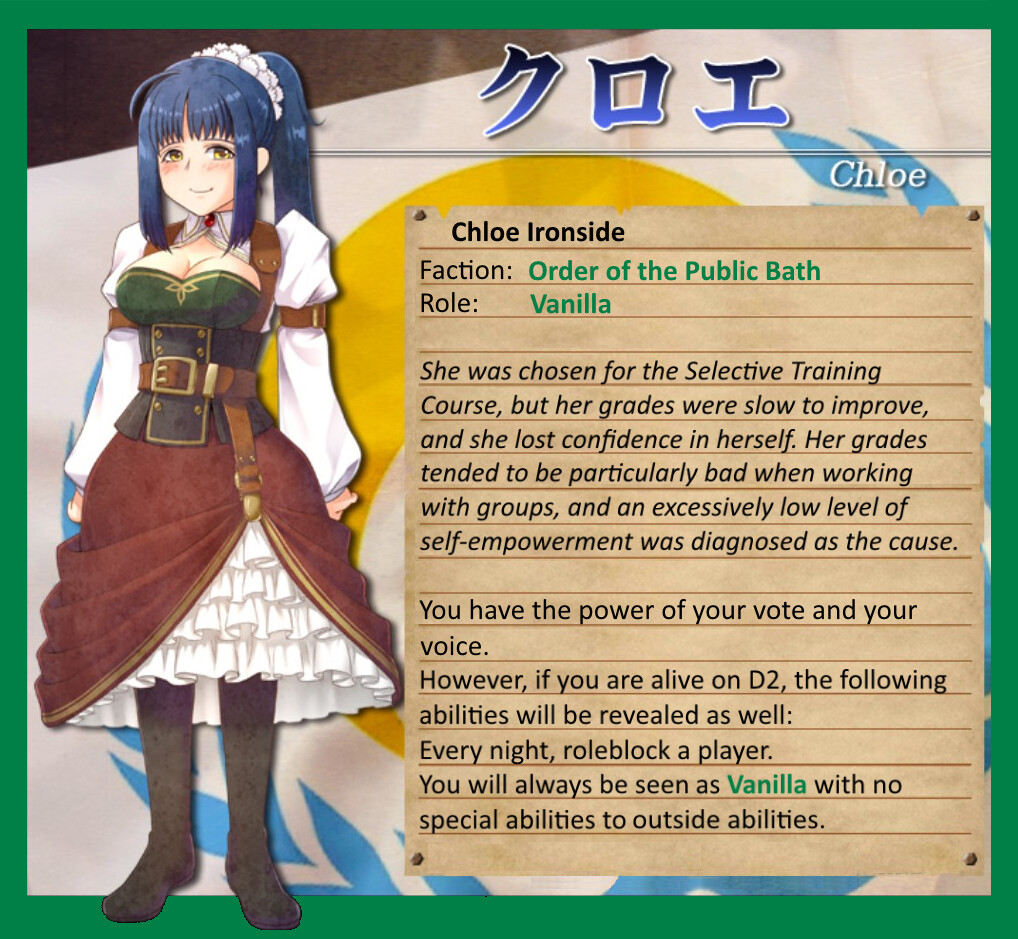 クロエ
Chloe
Chloe Ironside
Faction: Order of the Public Bath
Role: Vanilla
She was chosen for the Selective Training
Course, but her grades were slow to improve,
and she lost confidence in herself. Her grades
tended to be particularly bad when working
with groups, and an excessively low level of
self-empowerment was diagnosed as the cause.
You have the power of your vote and your
voice.
However, if you are alive on D2, the following
abilities will be revealed as well:
Every night, roleblock a player.
You will always be seen as Vanilla with no
special abilities to outside abilities.